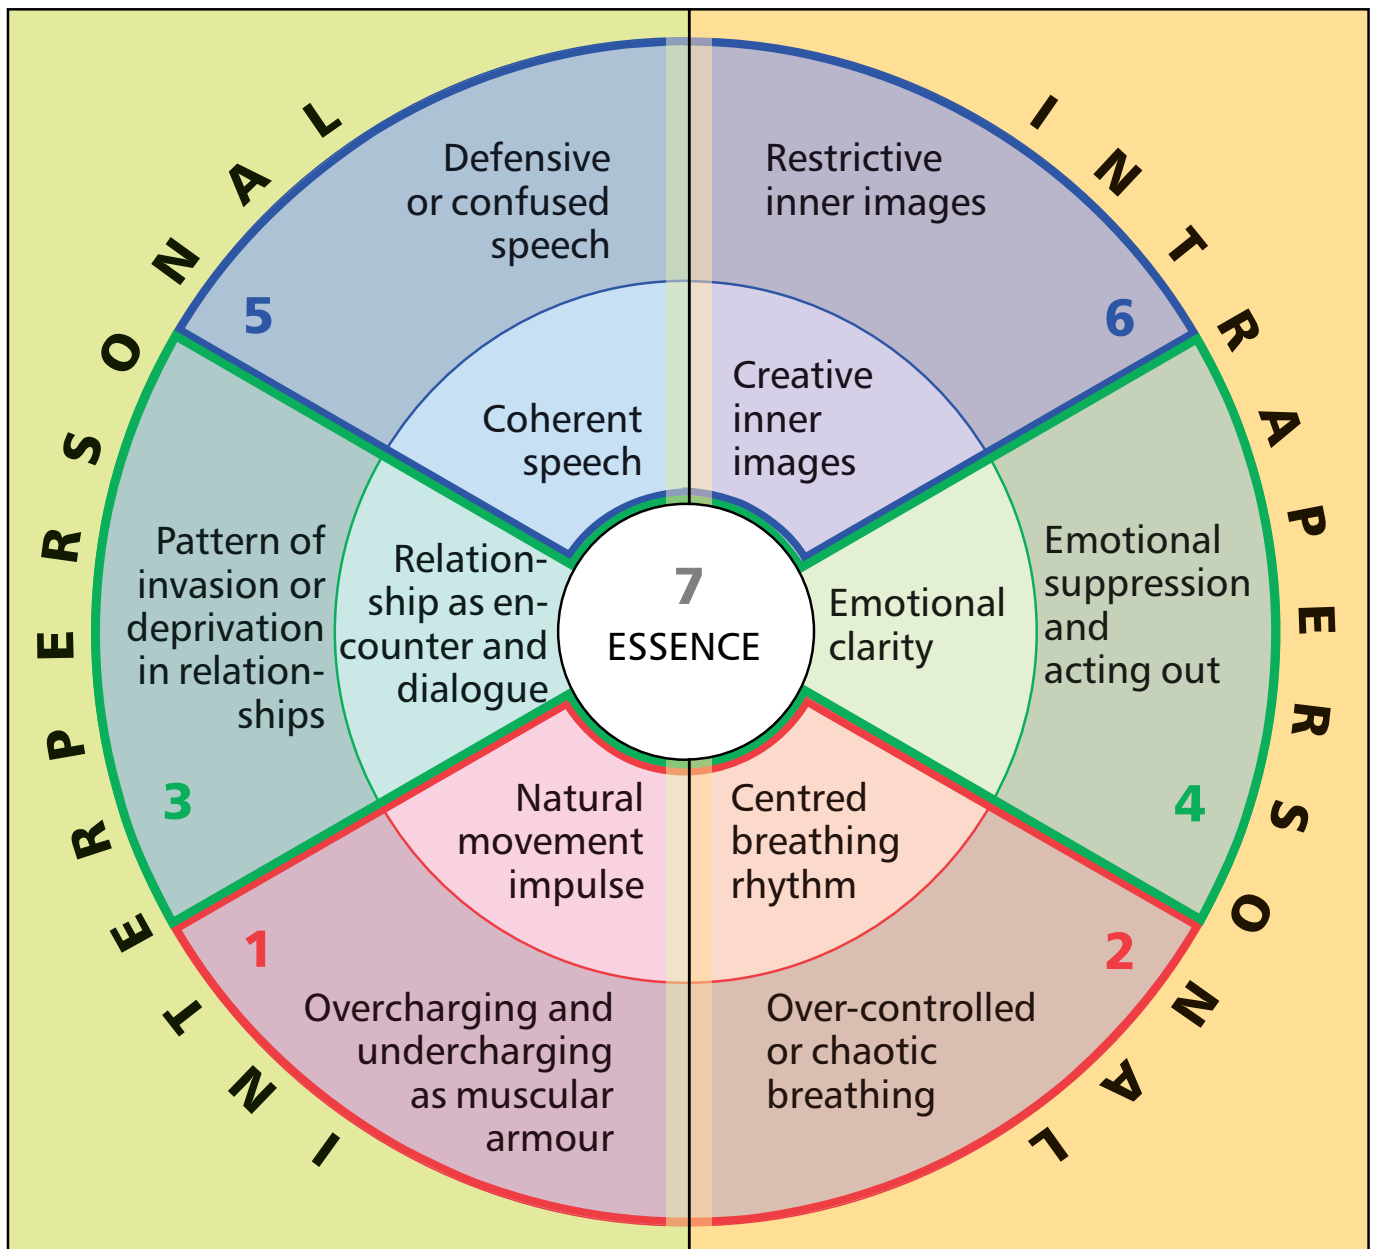 INTERPERSONAL
INTRAPERSONAL
Defensive
or confused
speech
5
Restrictive
inner images
6
Coherent
speech
Creative
inner
images
Pattern of
invasion or
deprivation
in relation-
ships
3
Relation-
ship as en-
counter and
dialogue
7
ESSENCE
Emotional
clarity
Emotional
suppression
and
acting out
4
Natural
movement
impulse
1
Centred
breathing
rhythm
2
Overcharging and
undercharging
as muscular
armour
Over-controlled
or chaotic
breathing